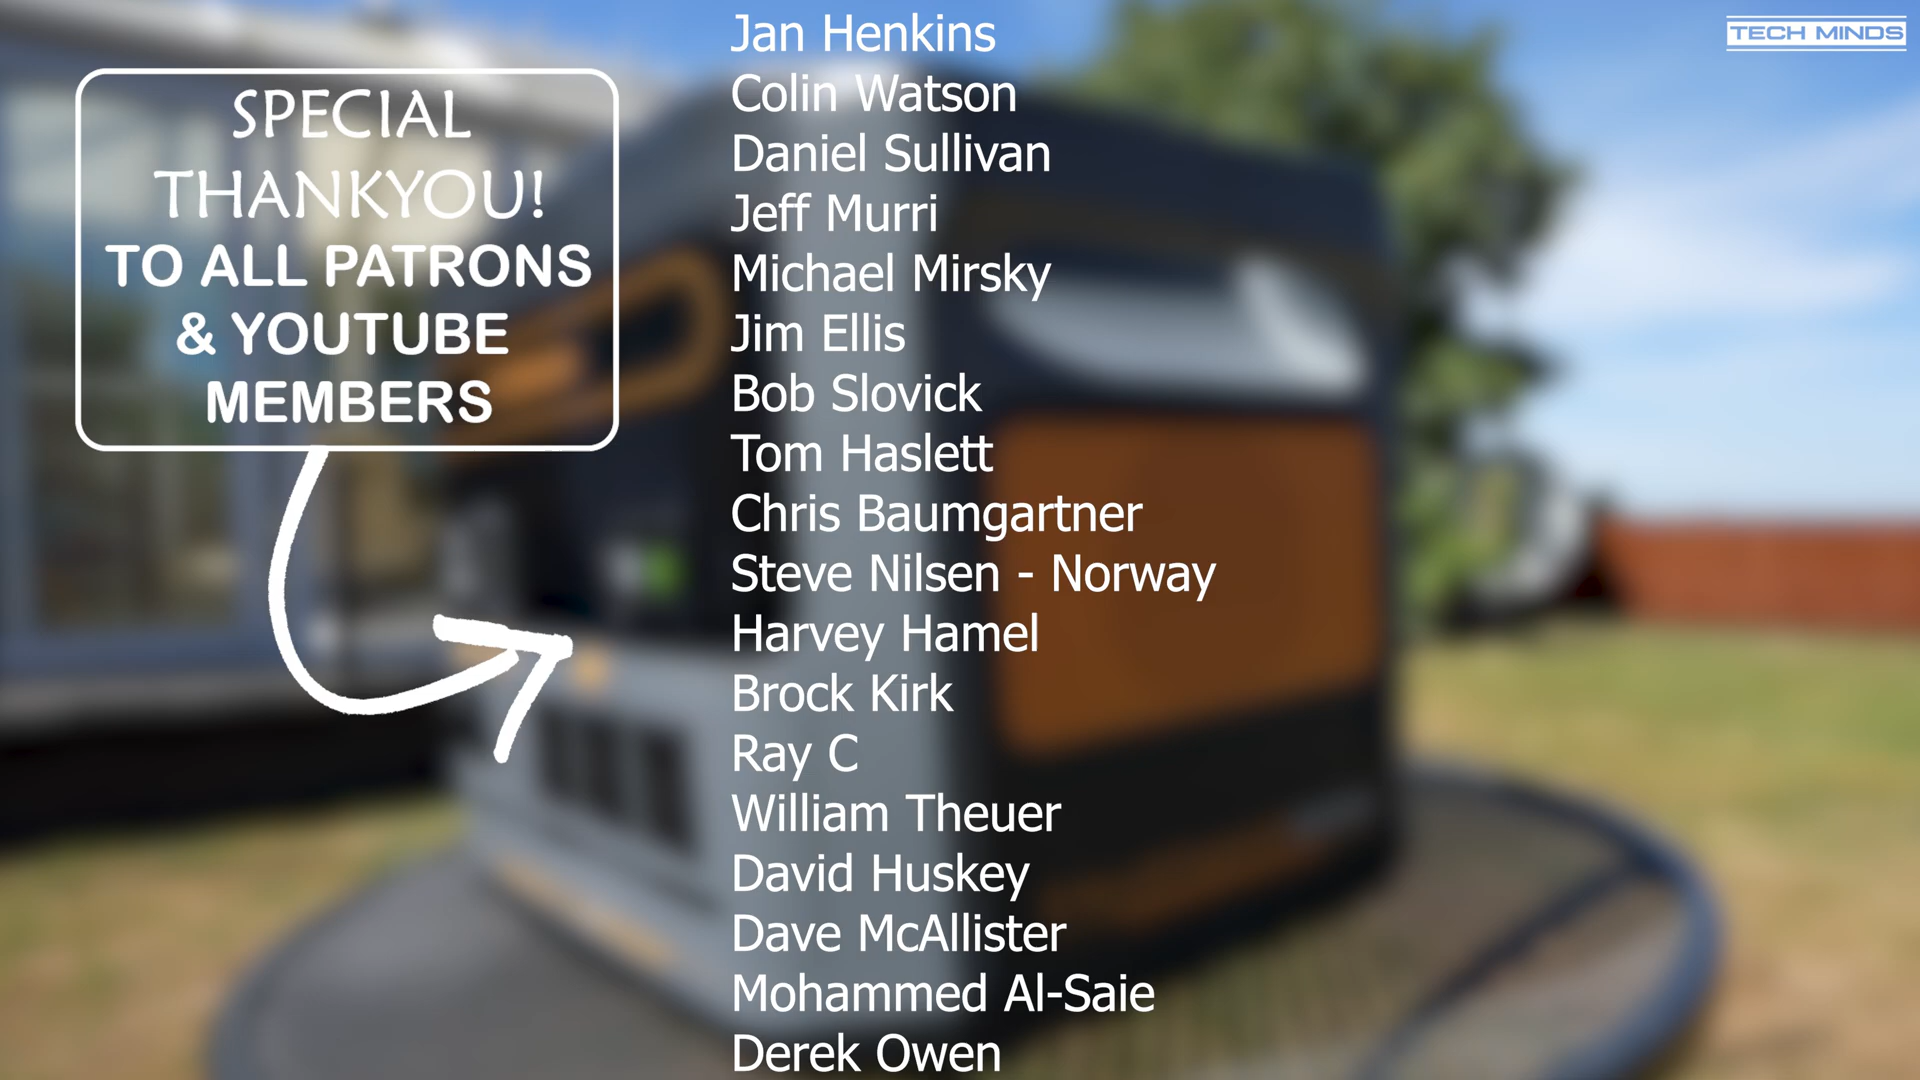 SPECIAL
THANKYOU!
TO ALL PATRONS
& YOUTUBE
MEMBERS
Jan Henkins
Colin Watson
Daniel Sullivan
Jeff Murri
Michael Mirsky
Jim Ellis
Bob Slovick
Tom Haslett
Chris Baumgartner
Steve Nilsen - Norway
Harvey Hamel
Brock Kirk
Ray C
William Theuer
David Huskey
Dave McAllister
Mohammed Al-Saie
Derek Owen
TECH MINDS